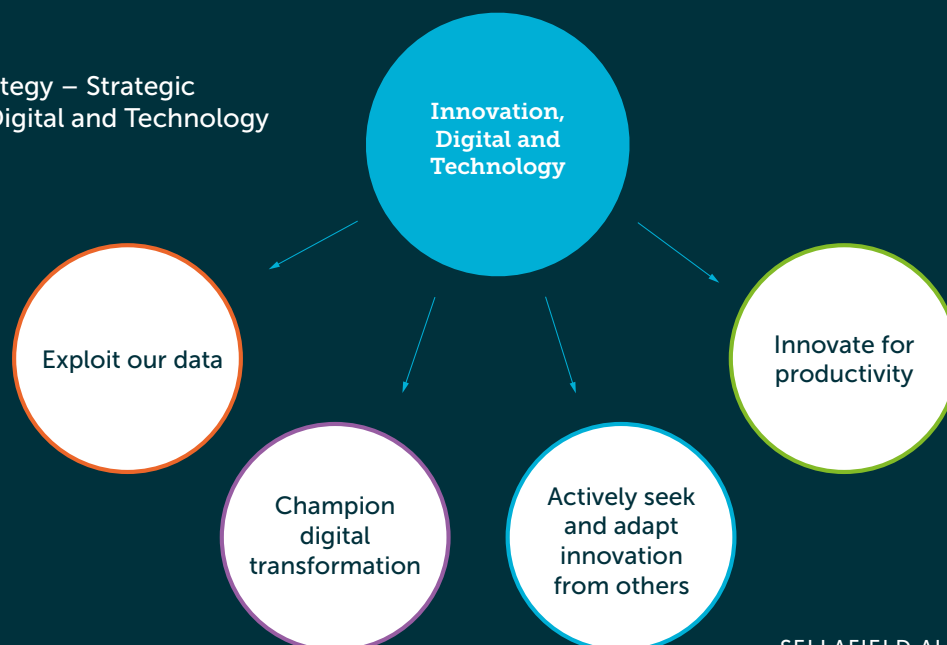 Strategic
Digital and Technology
Innovation,
Digital and
Technology
Exploit our data
Innovate for
productivity
Champion
digital
transformation
Actively seek
and adapt
innovation
from others